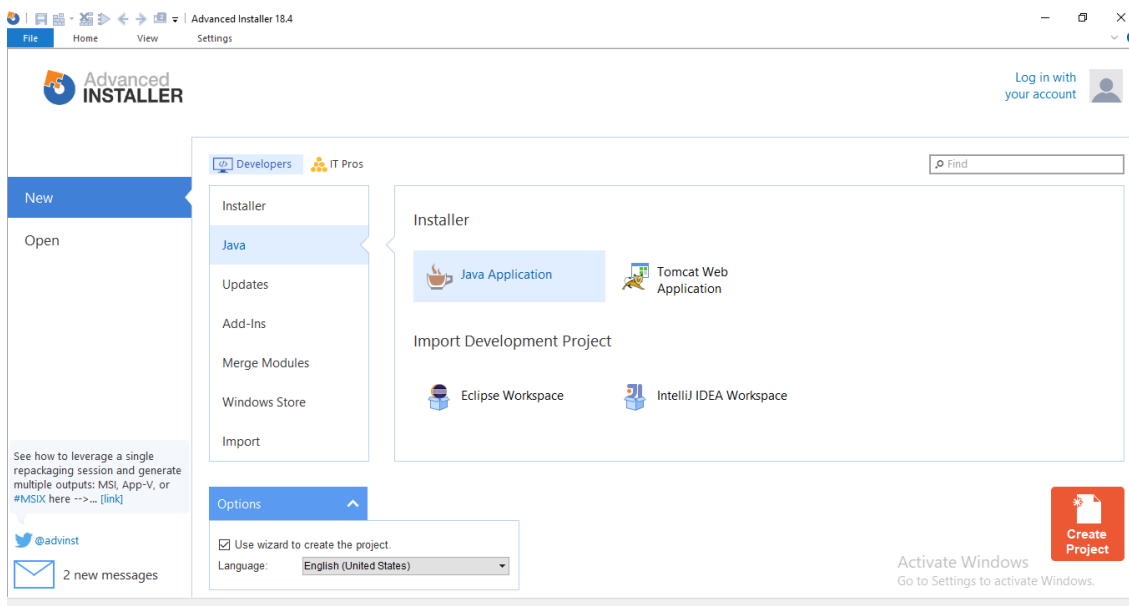 Advanced Installer 18.4
File Home View Settings
Advanced
INSTALLER
Log in with
your account
Developers IT Pros
Find
New
Open
Installer
Java
Updates
Add-Ins
Merge Modules
Windows Store
Import
Installer
Java Application
Tomcat Web
Application
Import Development Project
Eclipse Workspace
IntelliJ IDEA Workspace
See how to leverage a single
repackaging session and generate
multiple outputs: MSI, App-V, or
#MSIX here -->... [link]
@advinst
2 new messages
Options
Use wizard to create the project.
Language: English (United States)
Create
Project
Activate Windows
Go to Settings to activate Windows.